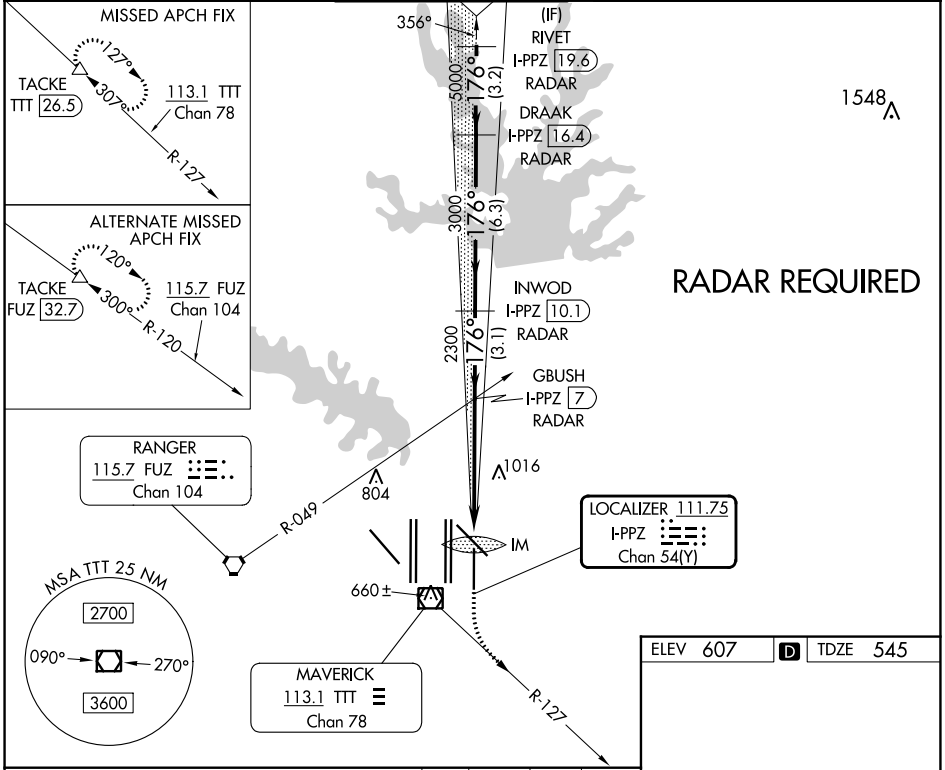 MISSED APCH FIX
127°
TACKE
TTT 26.5
307°
113.1 TTT
Chan 78
R-127
ALTERNATE MISSED
APCH FIX
120°
TACKE
FUZ 32.7
300°
115.7 FUZ
Chan 104
R-120
356°
(IF)
RIVET
I-PPZ 19.6
RADAR
5000
176°
(3.2)
DRAAK
I-PPZ 16.4
RADAR
1548
3000
176°
(6.3)
RADAR REQUIRED
INWOD
I-PPZ 10.1
RADAR
2300
176°
(3.1)
GBUSH
I-PPZ 7
RADAR
RANGER
115.7 FUZ
Chan 104
804
1016
R-049
LOCALIZER 111.75
I-PPZ
Chan 54(Y)
IM
660±
MSA TTT 25 NM
2700
090°
270°
3600
MAVERICK
113.1 TTT
Chan 78
R-127
ELEV 607 D TDZE 545